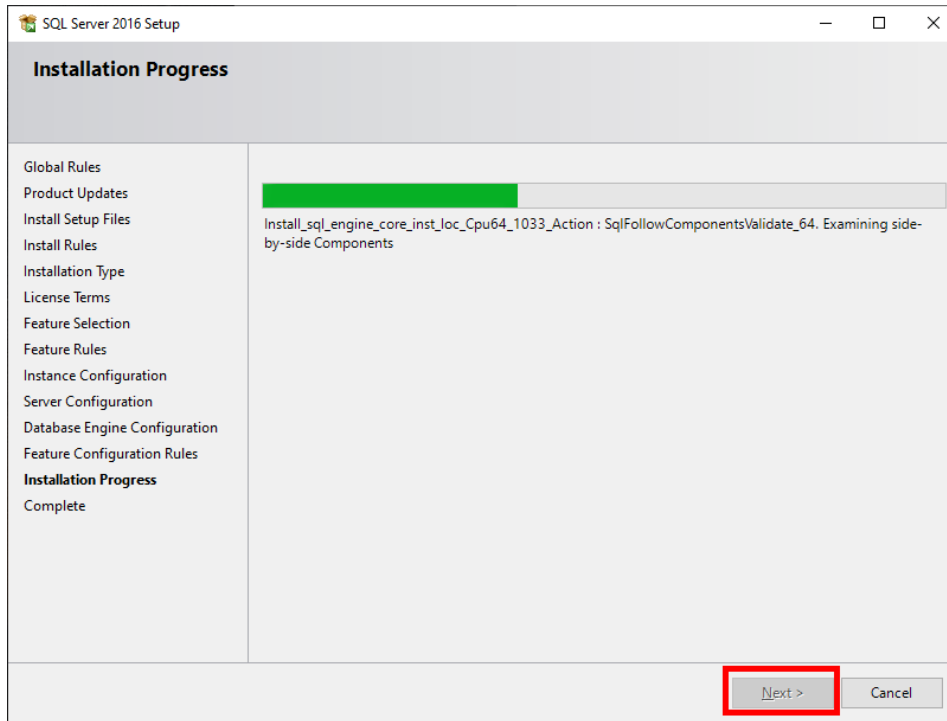 SQL Server 2016 Setup
Installation Progress
Global Rules
Product Updates
Install Setup Files
Install Rules
Installation Type
License Terms
Feature Selection
Feature Rules
Instance Configuration
Server Configuration
Database Engine Configuration
Feature Configuration Rules
Installation Progress
Complete
Install_sql_engine_core_inst_loc_Cpu64_1033_Action : SqlFollowComponentsValidate_64. Examining side-
by-side Components
Next >
Cancel